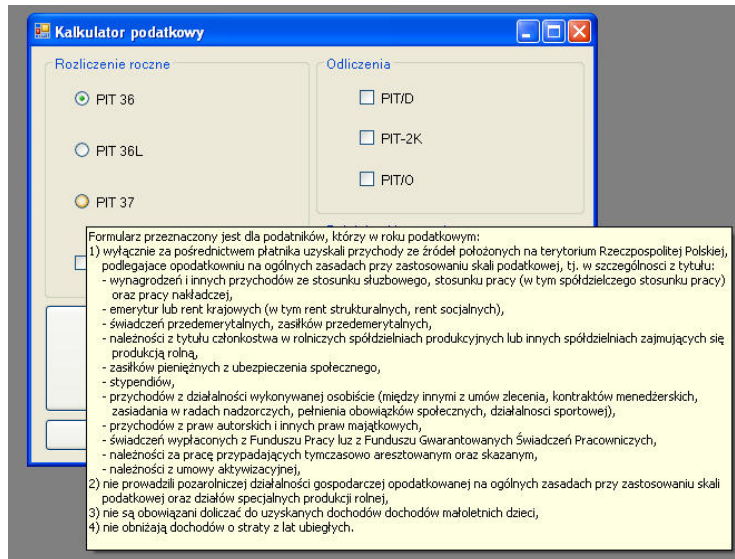 Kalkulator podatkowy
Rozliczenie roczne
PIT 36
PIT 36L
PIT 37
Odliczenia
PIT/D
PIT-2K
PIT/O
Formularz przeznaczony jest dla podatników, którzy w roku podatkowym:
1) wyłącznie za pośrednictwem płatnika uzyskali przychody ze źródeł położonych na terytorium Rzeczpospolitej Polskiej,
podlegajace opodatkowniu na ogólnych zasadach przy zastosowaniu skali podatkowej, tj. w szczególnosci z tytułu:
- wynagrodzeń i innych przychodów ze stosunku służbowego, stosunku pracy (w tym spółdzielczego stosunku pracy)
oraz pracy nakładczej,
- emerytur lub rent krajowych (w tym rent strukturalnych, rent socjalnych),
- świadczeń przedemerytalnych, zasiłków przedemerytalnych,
- należności z tytułu członkostwa w rolniczych spółdzielniach produkcyjnych lub innych spółdzielniach zajmujących się
produkcją rolną,
- zasiłków pieniężnych z ubezpieczenia społecznego,
- stypendiów,
- przychodów z działalności wykonywanej osobiście (między innymi z umów zlecenia, kontraktów menedżerskich,
zasiadania w radach nadzorczych, pełnienia obowiązków społecznych, działalnosci sportowej),
- przychodów z praw autorskich i innych praw majątkowych,
- świadczeń wypłaconych z Funduszu Pracy luz z Funduszu Gwarantowanych Świadczeń Pracowniczych,
- należności za pracę przypadających tymczasowo aresztowanym oraz skazanym,
- należności z umowy aktywizacyjnej,
2) nie prowadzili pozarolniczej działalności gospodarczej opodatkowanej na ogólnych zasadach przy zastosowaniu skali
podatkowej oraz działów specjalnych produkcji rolnej,
3) nie są obowiązani doliczać do uzyskanych dochodów dochodów małoletnich dzieci,
4) nie obniżają dochodów o straty z lat ubiegłych.